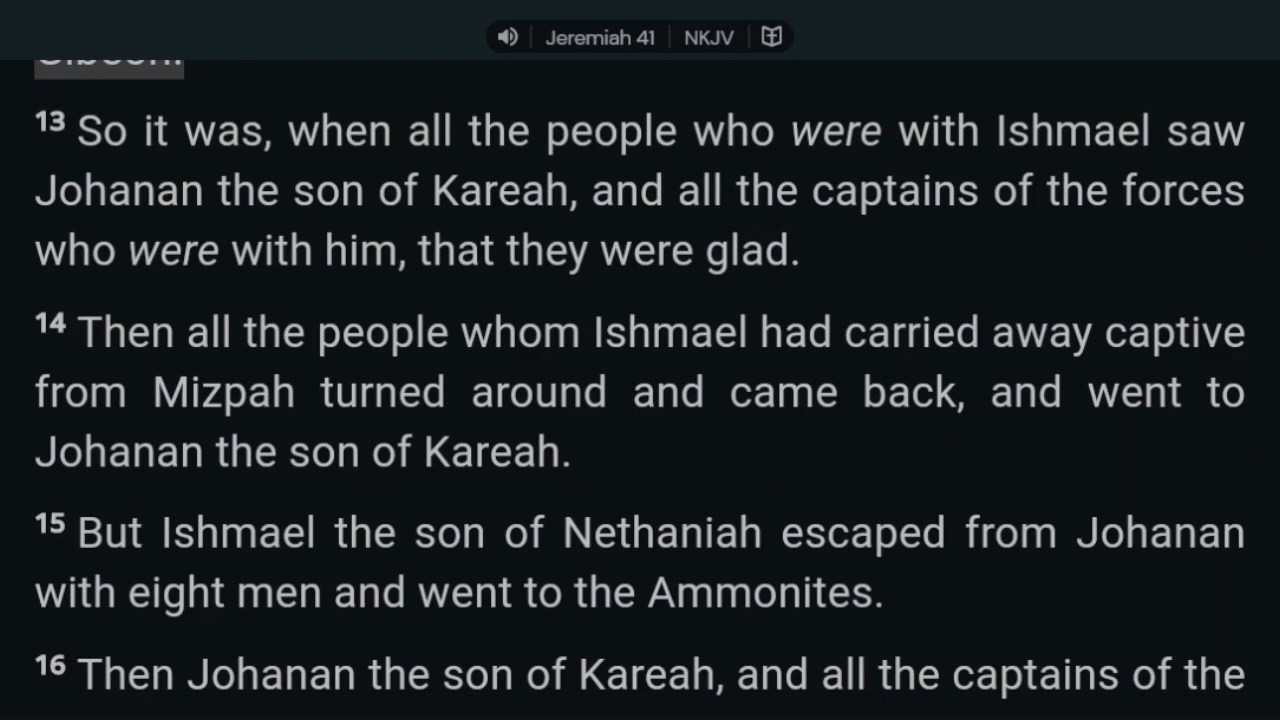 Jeremiah 41 NKJV
13 So it was, when all the people who were with Ishmael saw
Johanan the son of Kareah, and all the captains of the forces
who were with him, that they were glad.
14 Then all the people whom Ishmael had carried away captive
from Mizpah turned around and came back, and went to
Johanan the son of Kareah.
15 But Ishmael the son of Nethaniah escaped from Johanan
with eight men and went to the Ammonites.
16 Then Johanan the son of Kareah, and all the captains of the